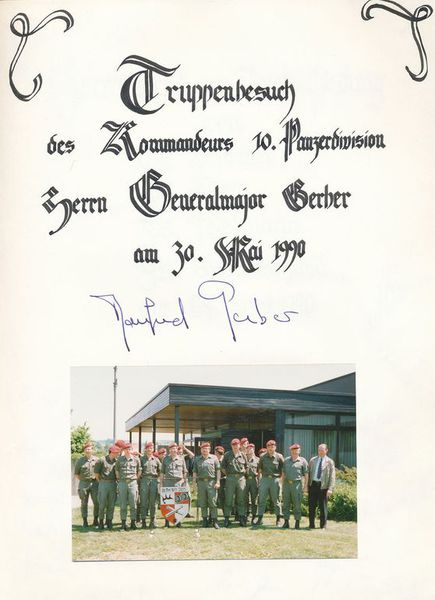 Truppenbesuch
des Kommandeurs 10. Panzerdivision
Herrn Generalmajor Gerber
am 30. Mai 1990
Manfred Gerber